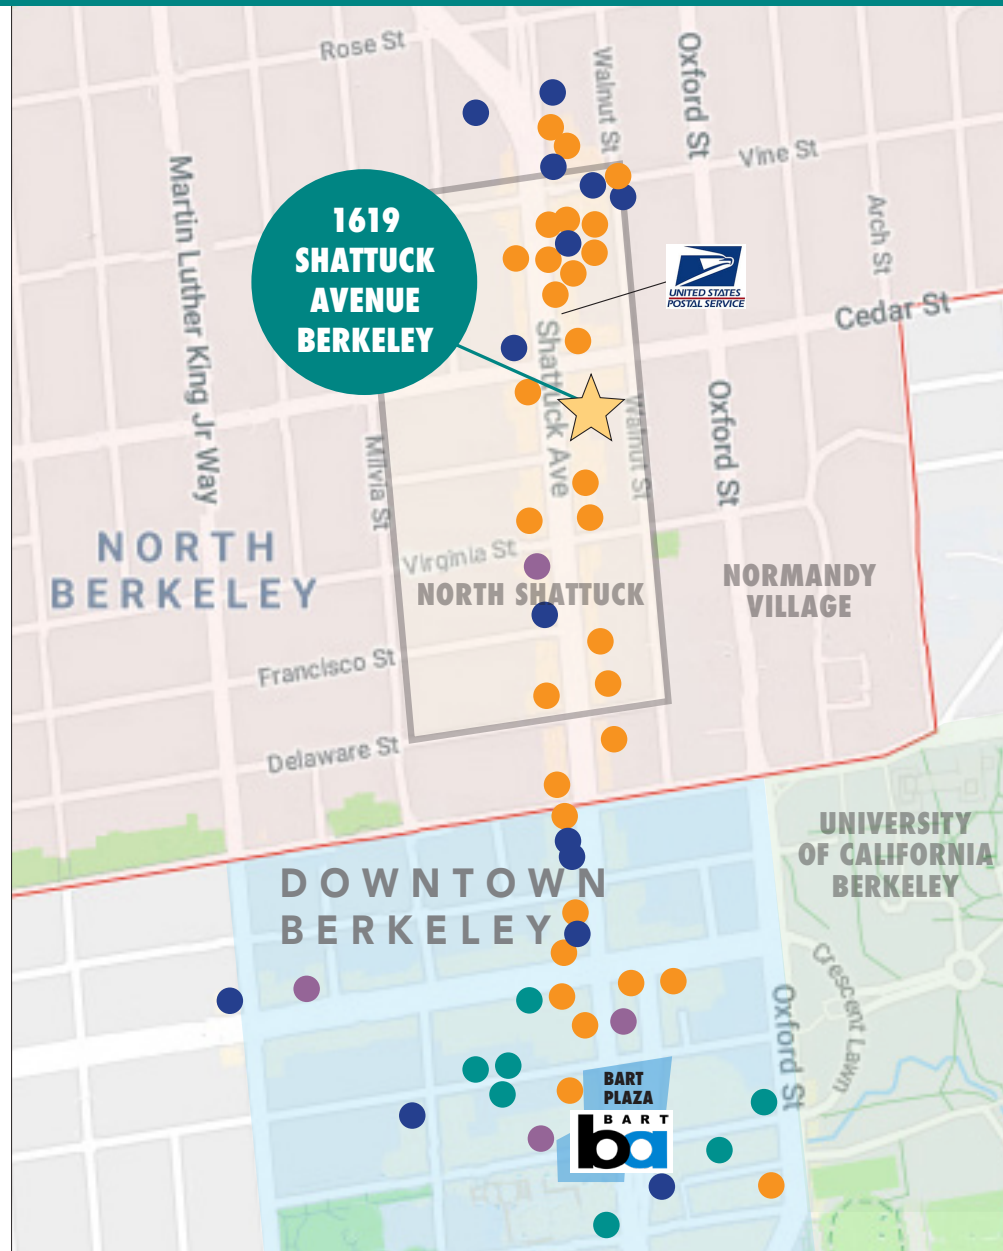 Rose St
Walnut St
Oxford St
Vine St
Martin Luther King Jr Way
Arch St
1619
SHATTUCK
AVENUE
BERKELEY
UNITED STATES
POSTAL SERVICE
Cedar St
Shattuck Ave
Walnut St
Oxford St
Milvia St
NORTH
BERKELEY
Virginia St
NORTH SHATTUCK
NORMANDY
VILLAGE
Francisco St
Delaware St
UNIVERSITY
OF CALIFORNIA
BERKELEY
DOWNTOWN
BERKELEY
Crescent Lawn
Oxford St
BART
PLAZA
BART
ba